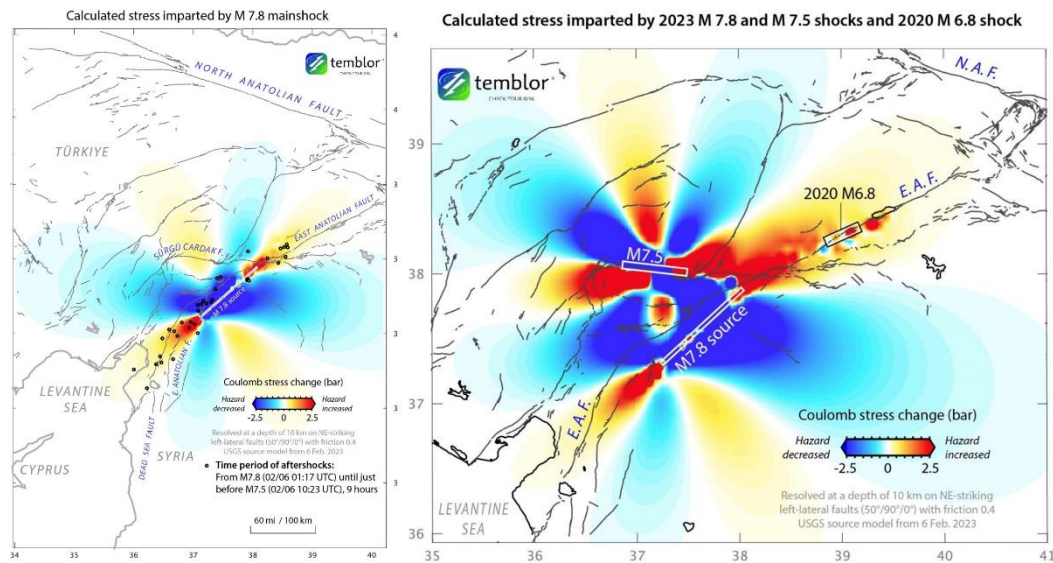 Calculated stress imparted by M 7.8 mainshock
temblor
NORTH ANATOLIAN FAULT
TÜRKIYE
SÜRGÜ CARDAK F.
EAST ANATOLIAN FAULT
M 7.8 source
E. ANATOLIAN F.
LEVANTINE
SEA
DEAD SEA FAULT
SYRIA
CYPRUS
Coulomb stress change (bar)
Hazard
decreased
Hazard
increased
-2.5 0 2.5
Resolved at a depth of 10 km on NE-striking
left-lateral faults (50°/90°/0°) with friction 0.4
USGS source model from 6 Feb. 2023
Time period of aftershocks:
From M7.8 (02/06 01:17 UTC) until just
before M7.5 (02/06 10:23 UTC), 9 hours
60 mi / 100 km
4
4
3
3
3
3
3
34 35 36 37 38 39 40
Calculated stress imparted by 2023 M 7.8 and M 7.5 shocks and 2020 M 6.8 shock
temblor
N.A.F.
E.A.F.
2020 M6.8
M7.5
M7.8 source
E.A.F.
LEVANTINE
SEA
Coulomb stress change (bar)
Hazard
decreased
Hazard
increased
-2.5 0 2.5
Resolved at a depth of 10 km on NE-striking
left-lateral faults (50°/90°/0°) with friction 0.4
USGS source model from 6 Feb. 2023
39
38
37
36
35 36 37 38 39 40 41